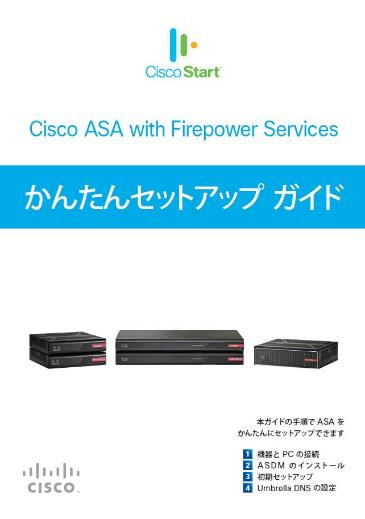 Cisco Start
Cisco ASA with Firepower Services
かんたんセットアップ ガイド
本ガイドの手順で ASA を
かんたんにセットアップできます
1 機器と PC の接続
2 ASDM のインストール
3 初期セットアップ
4 Umbrella DNS の設定
CISCO